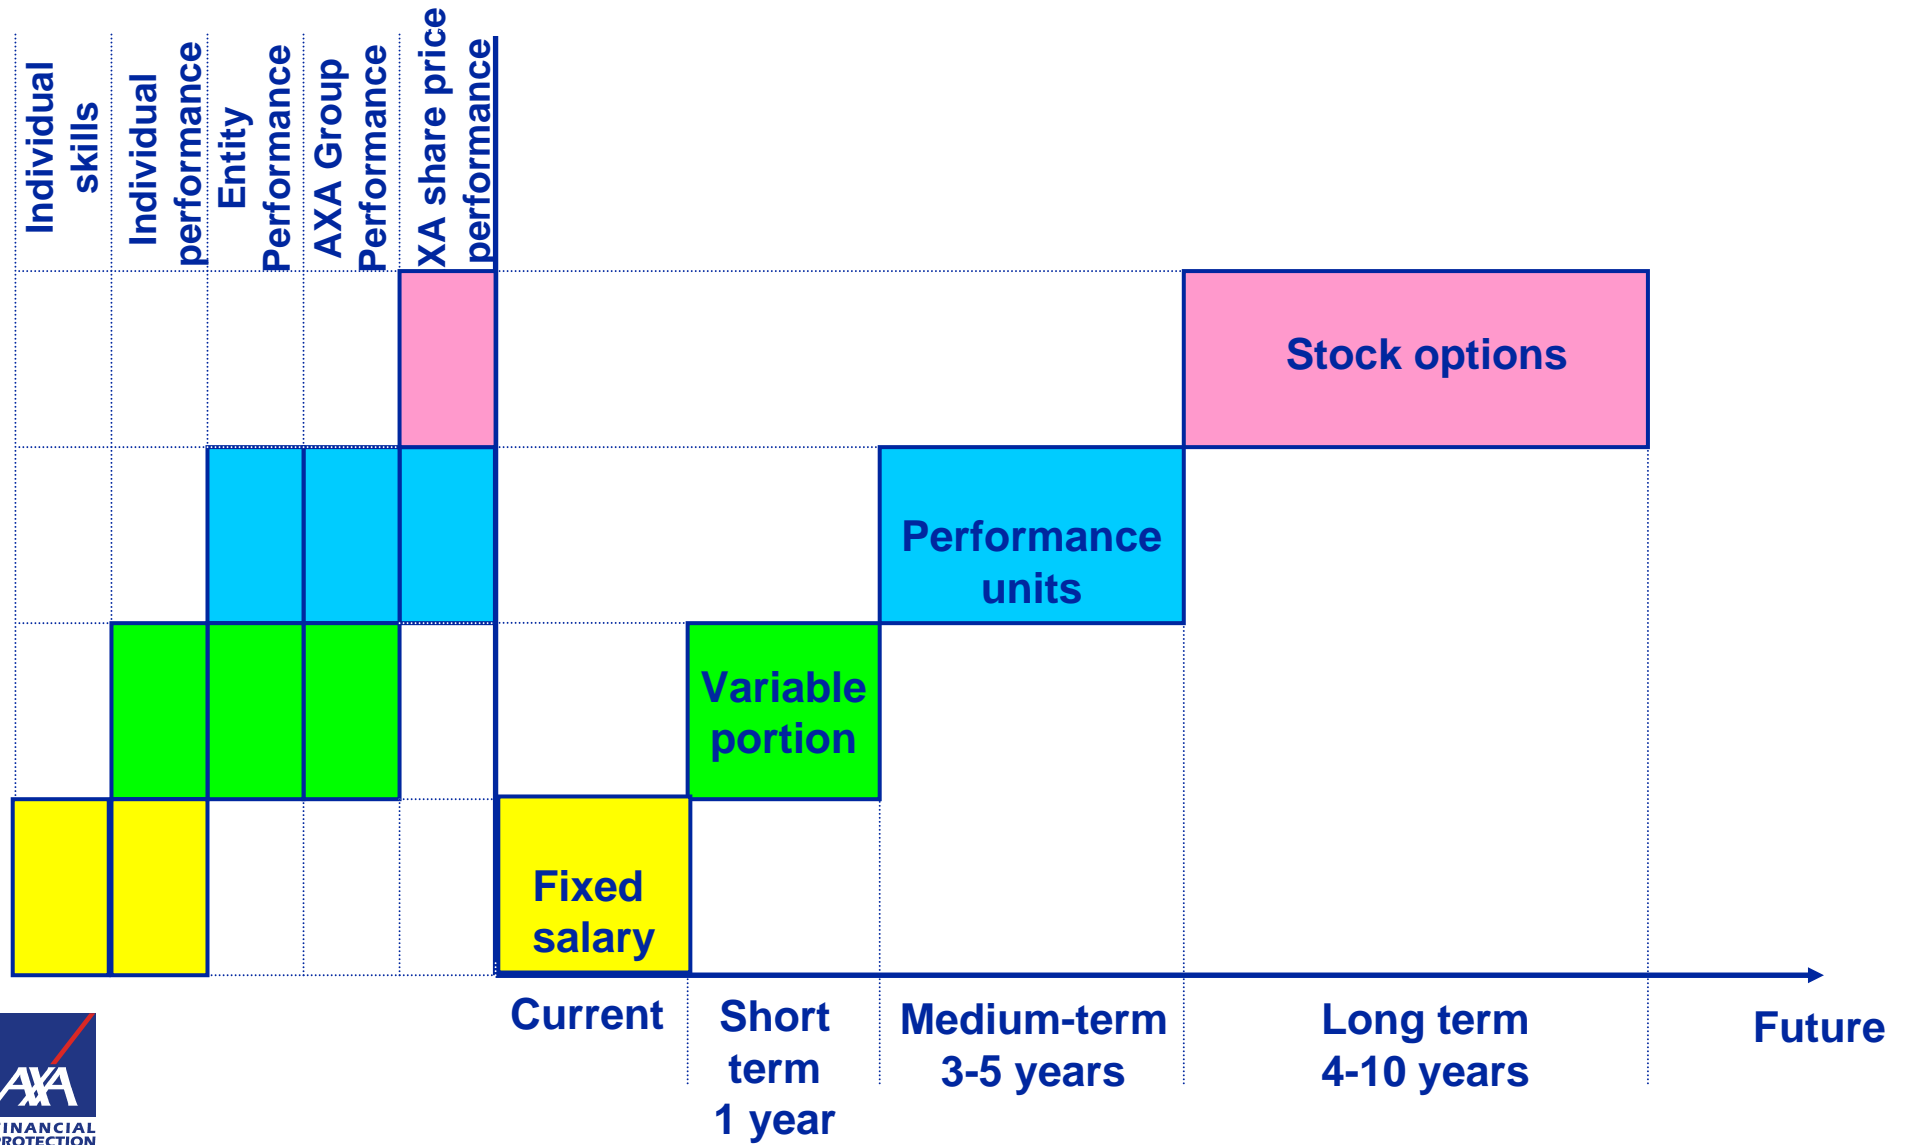 Individual
skills
Individual
performance
Entity
Performance
AXA Group
Performance
XA share price
performance
Stock options
Performance
units
Variable
portion
Fixed
salary
Current
Short
term
1 year
Medium-term
3-5 years
Long term
4-10 years
Future
AXA
FINANCIAL
PROTECTION